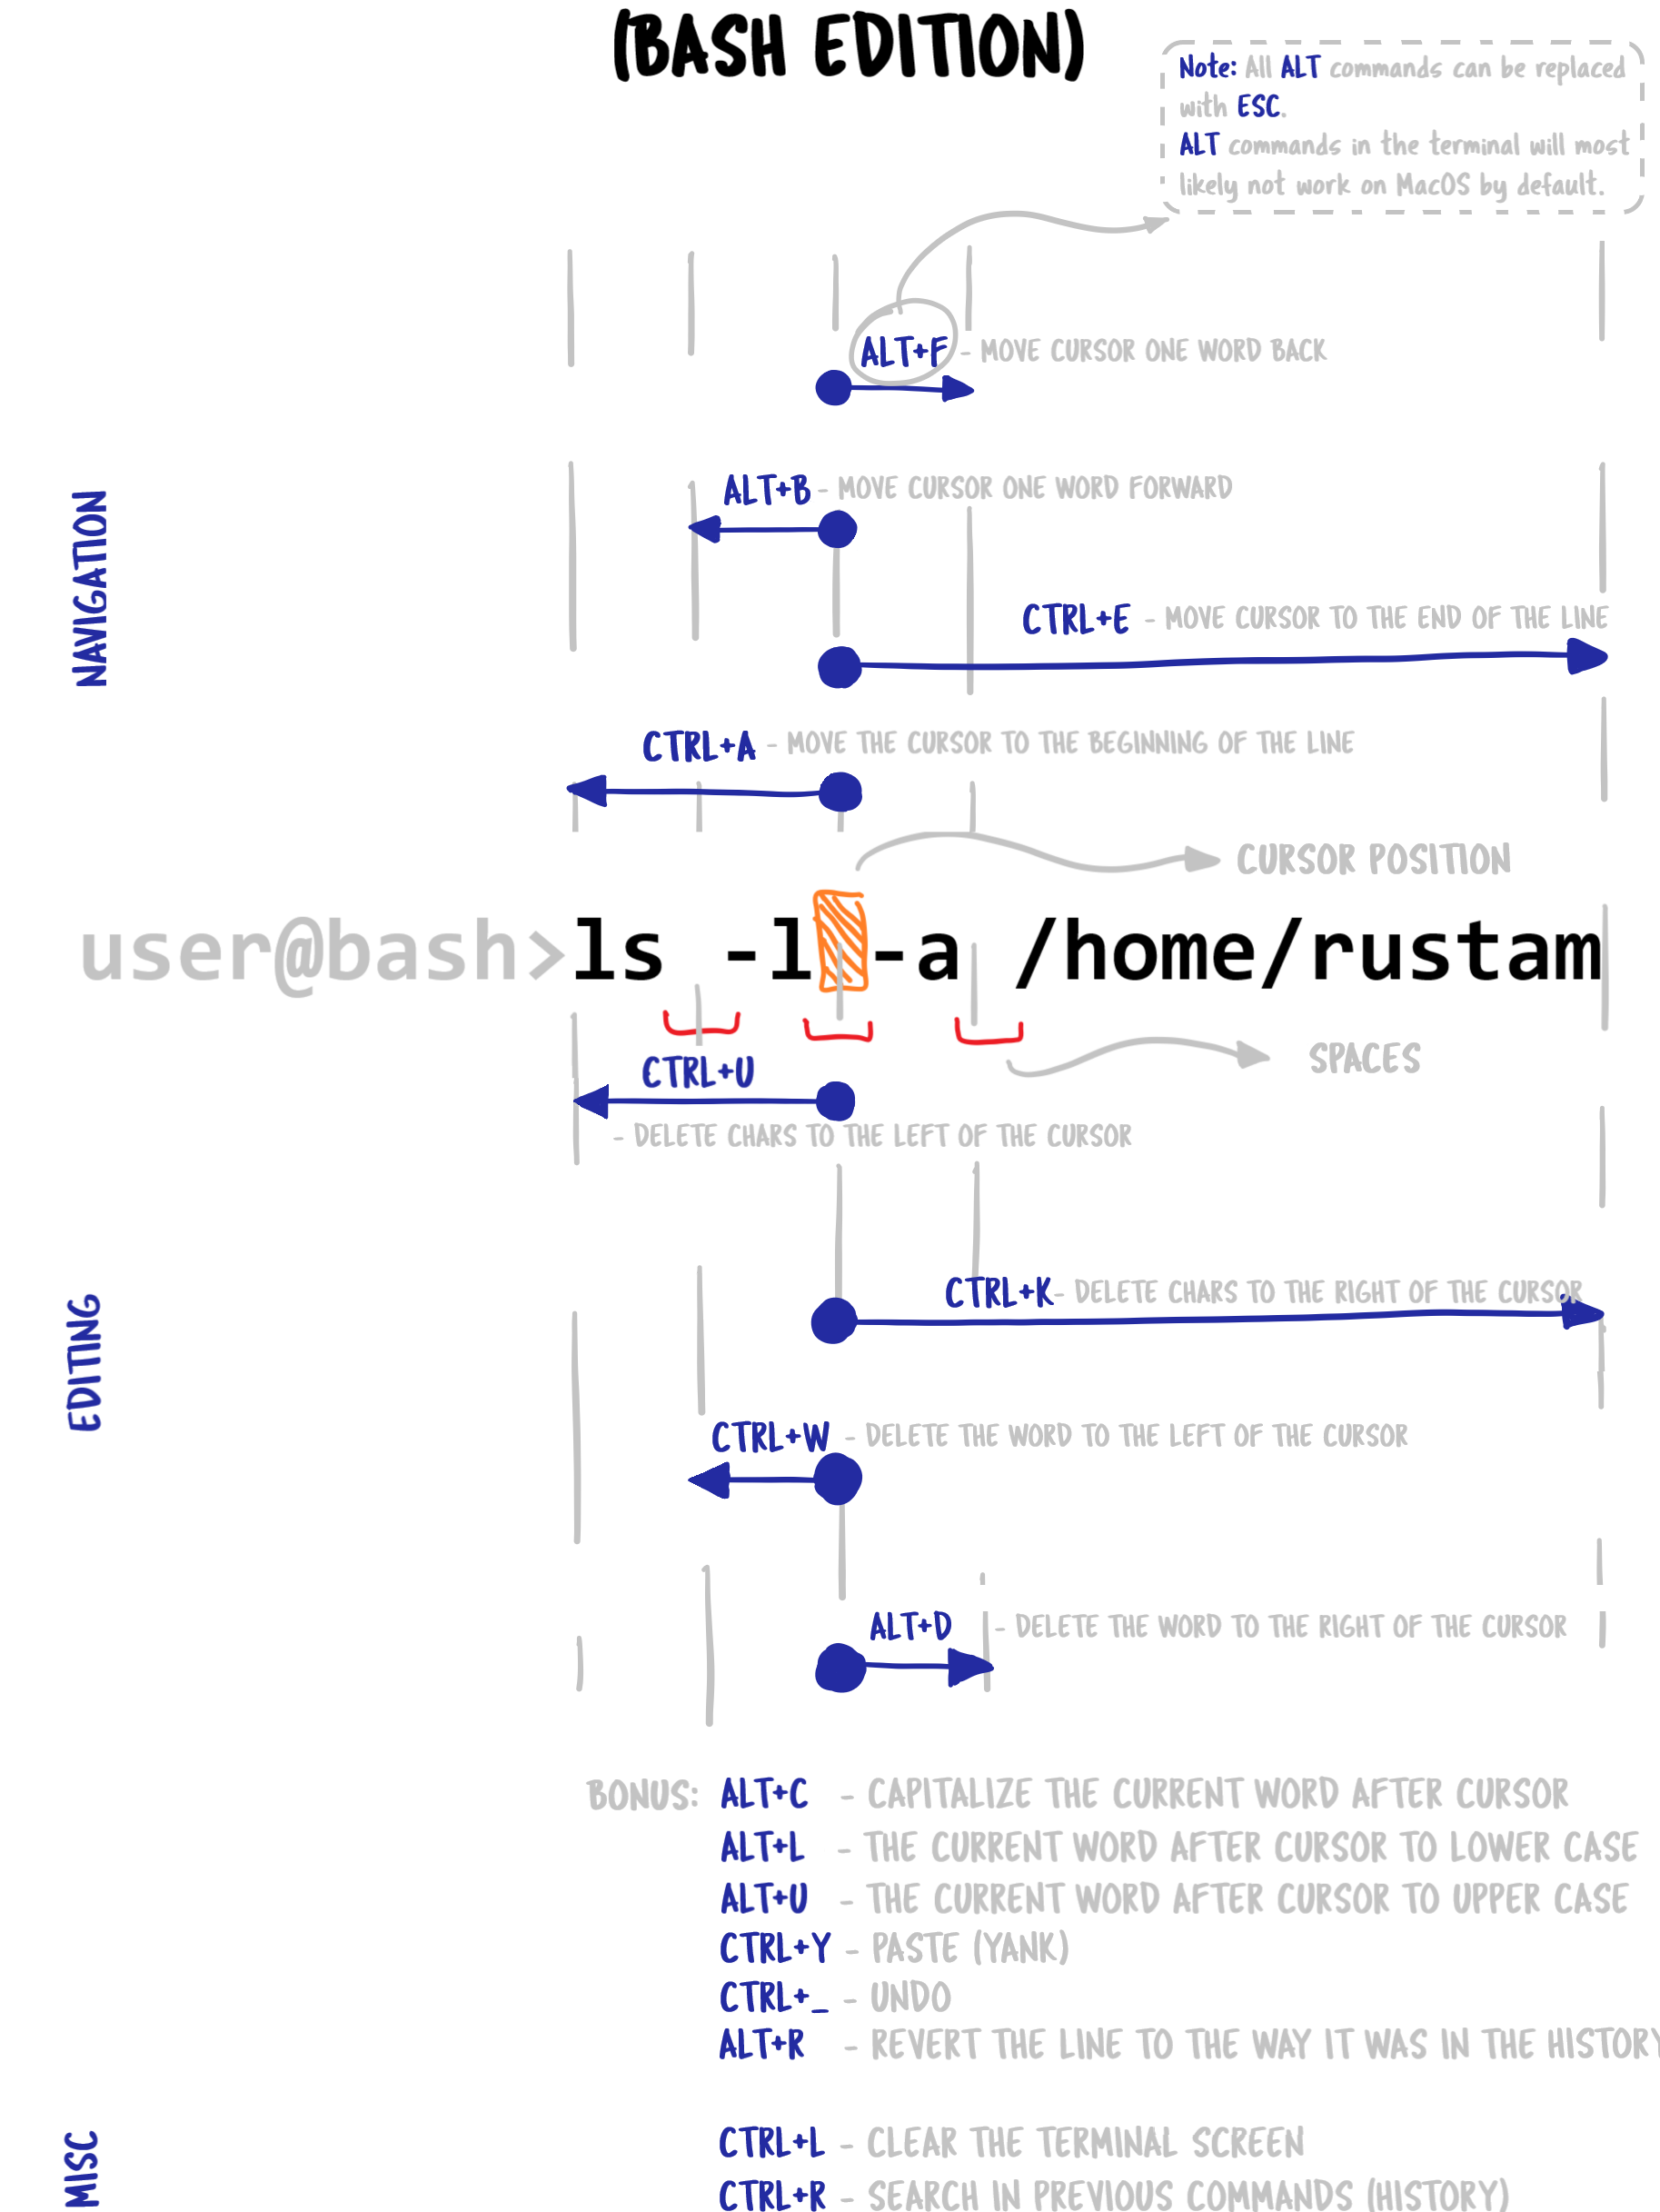 (BASH EDITION)
Note: All ALT commands can be replaced
with ESC.
ALT commands in the terminal will most
likely not work on MacOS by default.
ALT+F - MOVE CURSOR ONE WORD BACK
NAVIGATION
ALT+B - MOVE CURSOR ONE WORD FORWARD
CTRL+E - MOVE CURSOR TO THE END OF THE LINE
CTRL+A - MOVE THE CURSOR TO THE BEGINNING OF THE LINE
CURSOR POSITION
user@bash>ls -l -a /home/rustam
SPACES
CTRL+U
- DELETE CHARS TO THE LEFT OF THE CURSOR
EDITING
CTRL+K - DELETE CHARS TO THE RIGHT OF THE CURSOR
CTRL+W - DELETE THE WORD TO THE LEFT OF THE CURSOR
ALT+D - DELETE THE WORD TO THE RIGHT OF THE CURSOR
BONUS: ALT+C - CAPITALIZE THE CURRENT WORD AFTER CURSOR
ALT+L - THE CURRENT WORD AFTER CURSOR TO LOWER CASE
ALT+U - THE CURRENT WORD AFTER CURSOR TO UPPER CASE
CTRL+Y - PASTE (YANK)
CTRL+_ - UNDO
ALT+R - REVERT THE LINE TO THE WAY IT WAS IN THE HISTORY
MISC
CTRL+L - CLEAR THE TERMINAL SCREEN
CTRL+R - SEARCH IN PREVIOUS COMMANDS (HISTORY)